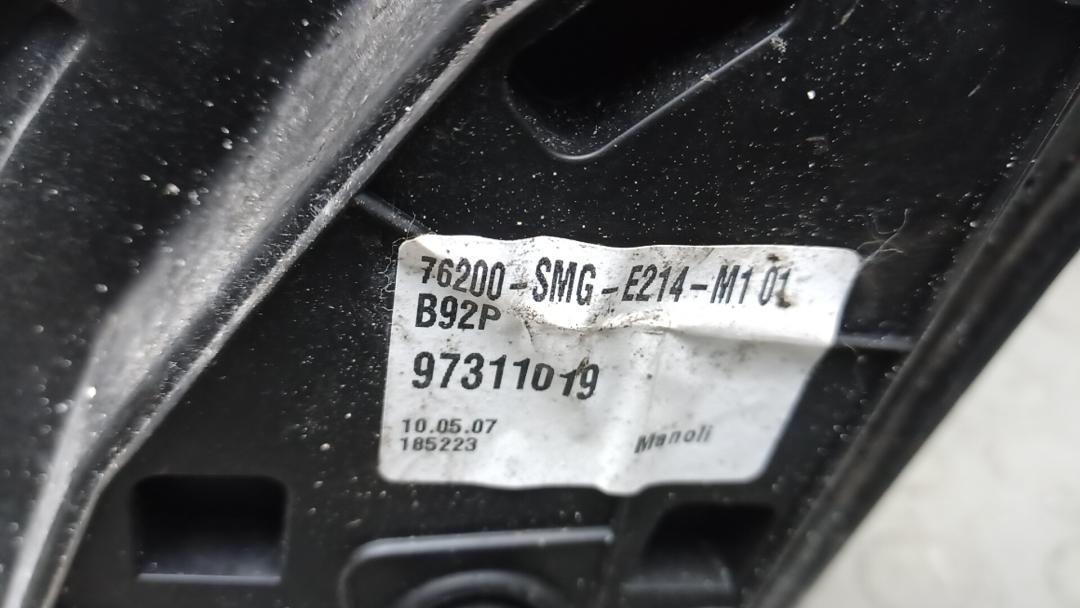 76200-SMG-E214-M1 01
B92P
97311019
10.05.07
185223
Manoli